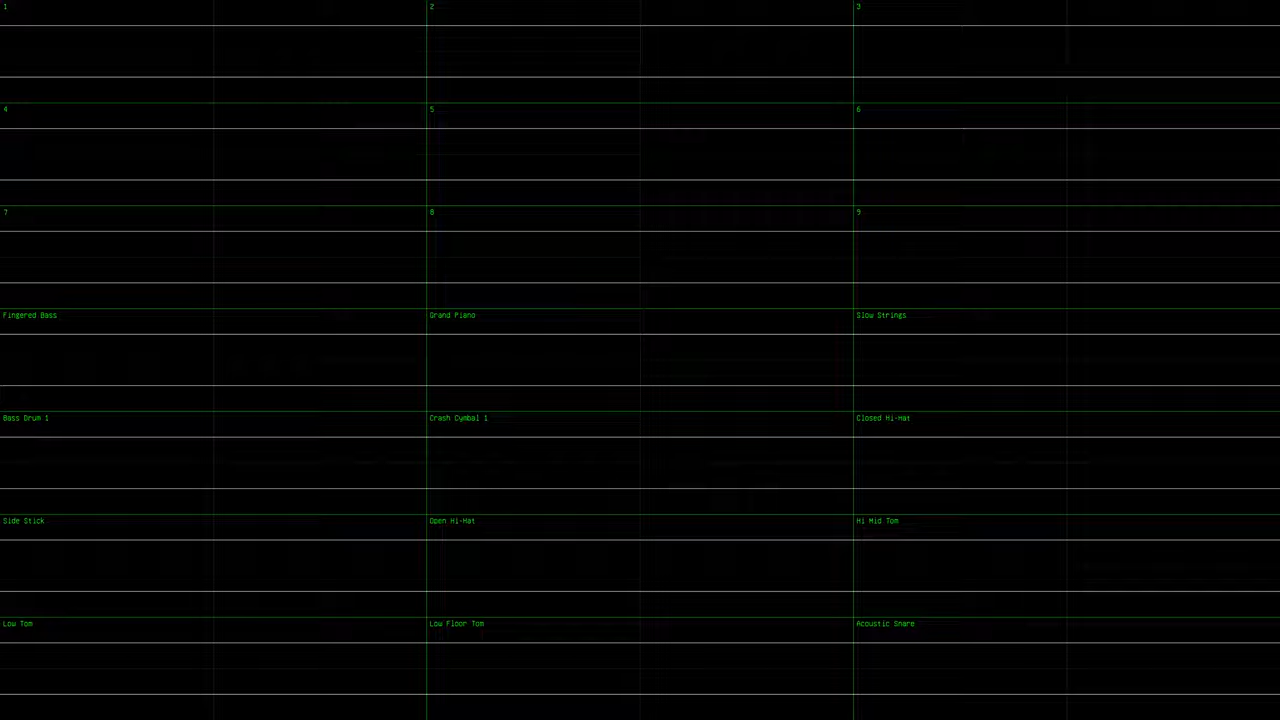 1
2
3
4
5
6
7
8
9
Fingered Bass
Grand Piano
Slow Strings
Bass Drum 1
Crash Cymbal 1
Closed Hi-Hat
Side Stick
Open Hi-Hat
Hi Mid Tom
Low Tom
Low Floor Tom
Acoustic Snare